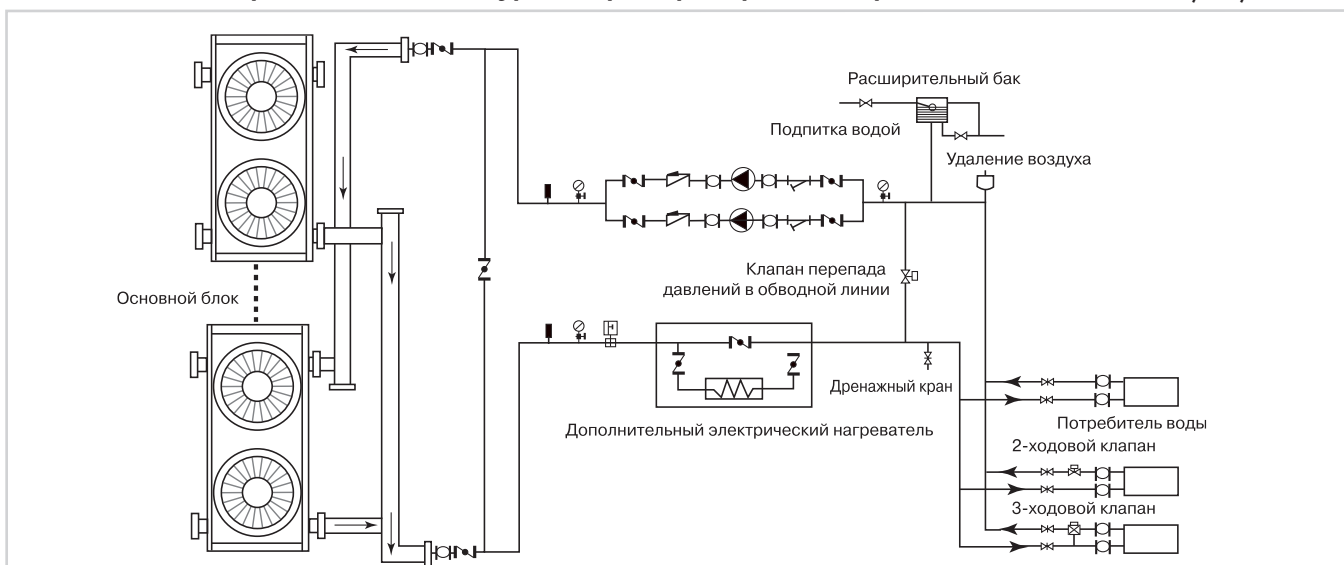 Расширительный бак
Подпитка водой
Удаление воздуха
Клапан перепада
давлений в обводной линии
Основной блок
Дренажный кран
Дополнительный электрический нагреватель
Потребитель воды
2-ходовой клапан
3-ходовой клапан